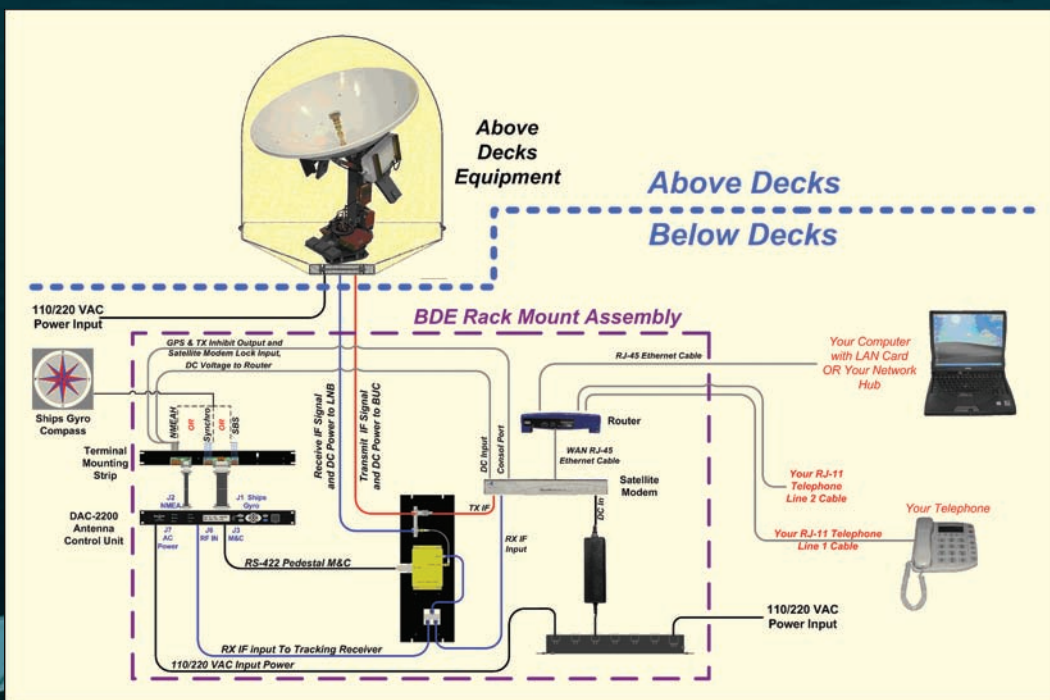 Above
Decks
Equipment
Above Decks
Below Decks
110/220 VAC
Power Input
BDE Rack Mount Assembly
GPS & TX Inhibit Output and
Satellite Modem Lock Input,
DC Voltage to Router
Ships Gyro
Compass
NMEAH
Or
Synchro
Or
SBS
Receive IF Signal
and DC Power to LNB
Transmit IF Signal
and DC Power to BUC
DC Input
Consol Port
RJ-45 Ethernet Cable
Your Computer
with LAN Card
OR Your Network
Hub
Router
WAN RJ-45
Ethernet Cable
Terminal
Mounting
Strip
Satellite
Modem
TX IF
DC In
RX IF
Input
Your RJ-11
Telephone
Line 2 Cable
Your Telephone
Your RJ-11 Telephone
Line 1 Cable
J2
NMEA
J1 Ships
Gyro
DAC-2200
Antenna
Control Unit
J7
AC
Power
J6
RF IN
J3
M&C
RS-422 Pedestal M&C
110/220 VAC
Power Input
RX IF input To Tracking Receiver
110/220 VAC Input Power